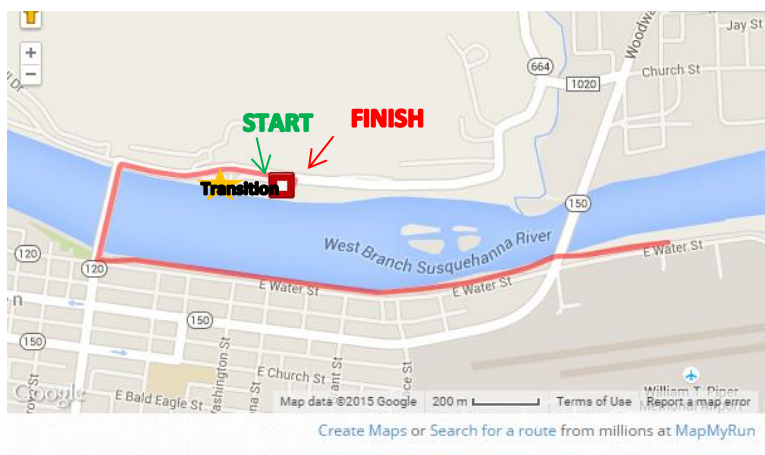 +
−
Jay St
Woodwa
664
1020
Church St
START
FINISH
Transition
150
West Branch Susquehanna River
120
120
E Water St
E Water St
E Water St
150
150
E Church St
E Bald Eagle St
William T. Piper
Google
Map data ©2015 Google
200 m
Terms of Use
Report a map error
Create Maps or Search for a route from millions at MapMyRun